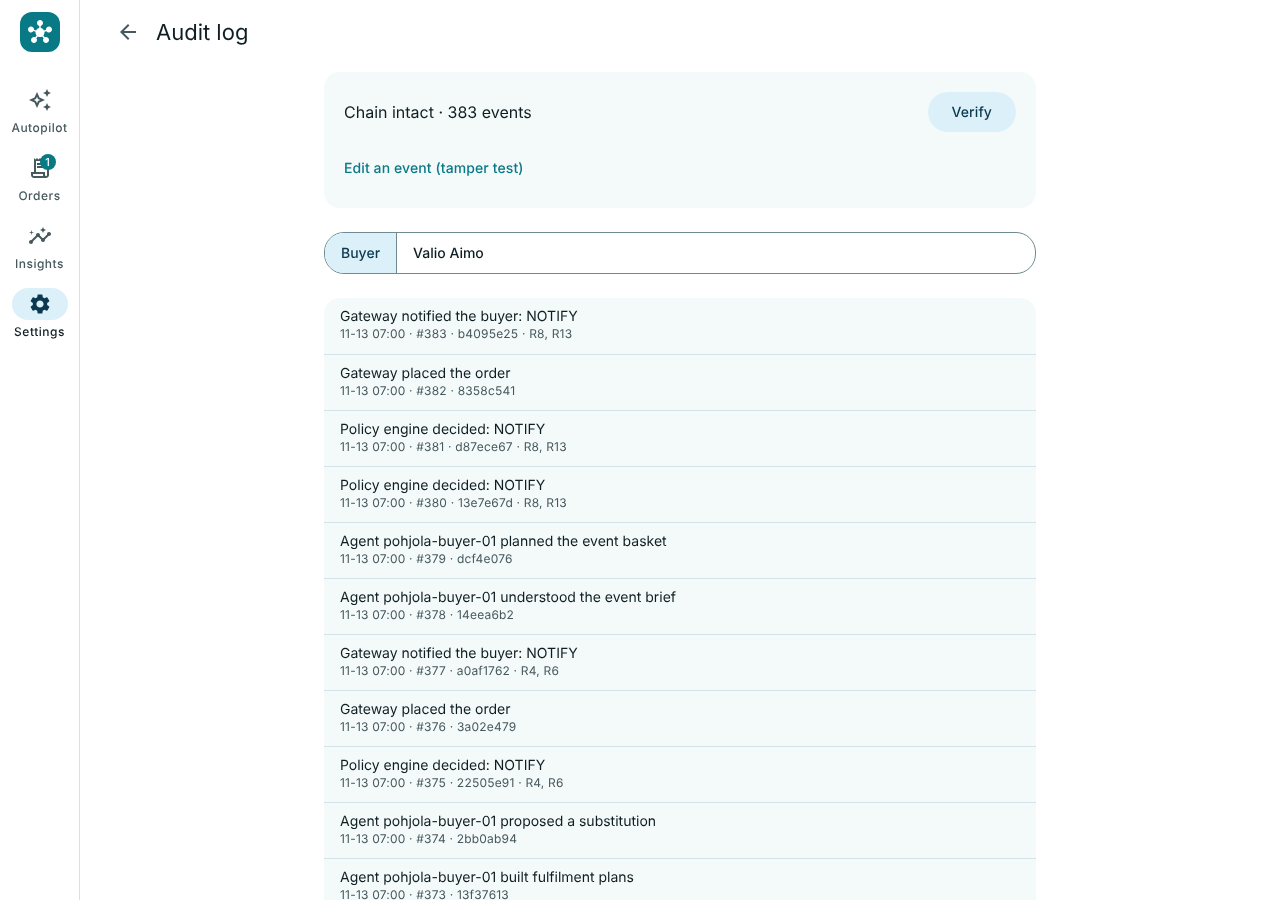 Audit log
Autopilot
1
Orders
Insights
Settings
Chain intact · 383 events
Verify
Edit an event (tamper test)
Buyer
Valio Aimo
Gateway notified the buyer: NOTIFY
11-13 07:00 · #383 · b4095e25 · R8, R13
Gateway placed the order
11-13 07:00 · #382 · 8358c541
Policy engine decided: NOTIFY
11-13 07:00 · #381 · d87ece67 · R8, R13
Policy engine decided: NOTIFY
11-13 07:00 · #380 · 13e7e67d · R8, R13
Agent pohjola-buyer-01 planned the event basket
11-13 07:00 · #379 · dcf4e076
Agent pohjola-buyer-01 understood the event brief
11-13 07:00 · #378 · 14eea6b2
Gateway notified the buyer: NOTIFY
11-13 07:00 · #377 · a0af1762 · R4, R6
Gateway placed the order
11-13 07:00 · #376 · 3a02e479
Policy engine decided: NOTIFY
11-13 07:00 · #375 · 22505e91 · R4, R6
Agent pohjola-buyer-01 proposed a substitution
11-13 07:00 · #374 · 2bb0ab94
Agent pohjola-buyer-01 built fulfilment plans
11-13 07:00 · #373 · 13f37613